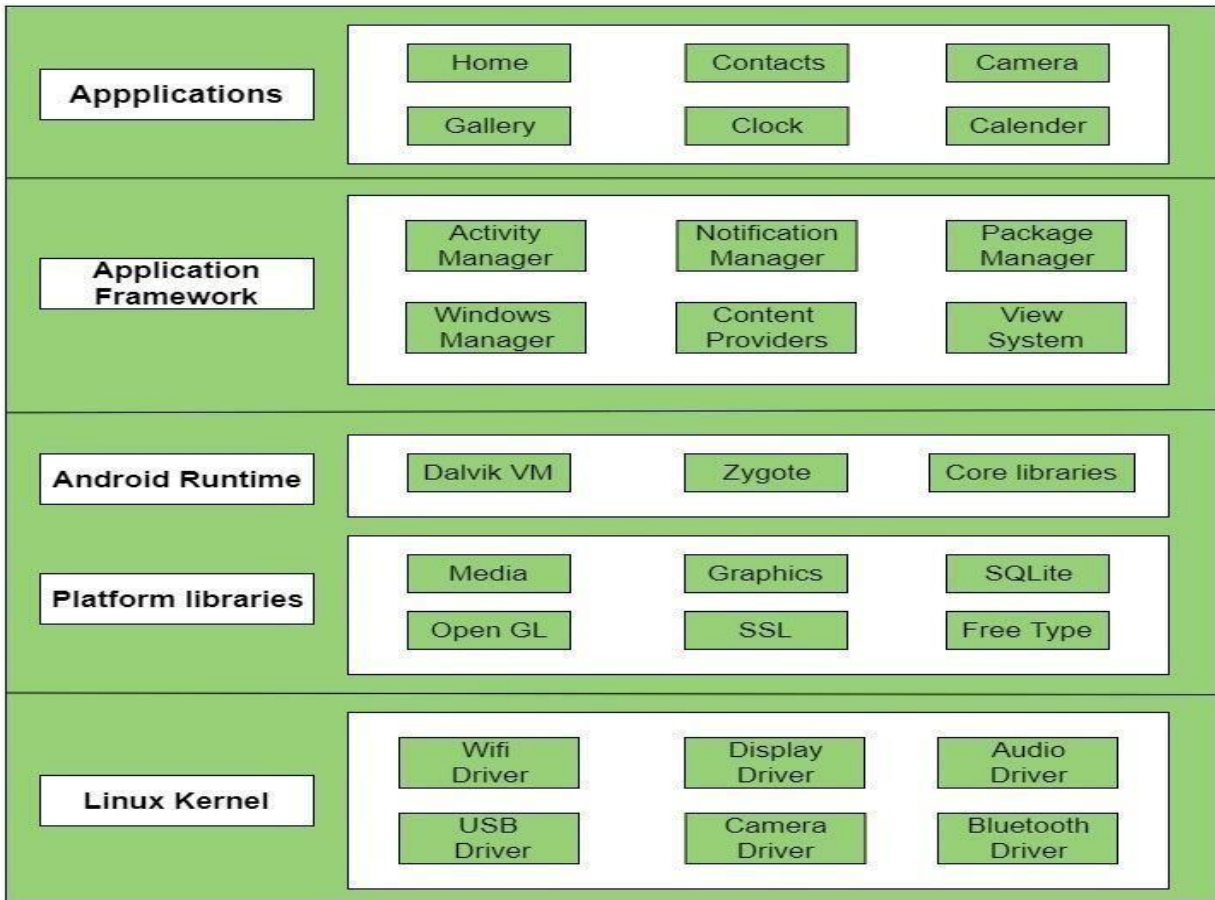 Appplications
Home
Contacts
Camera
Gallery
Clock
Calender
Application
Framework
Activity
Manager
Notification
Manager
Package
Manager
Windows
Manager
Content
Providers
View
System
Android Runtime
Dalvik VM
Zygote
Core libraries
Platform libraries
Media
Graphics
SQLite
Open GL
SSL
Free Type
Linux Kernel
Wifi
Driver
Display
Driver
Audio
Driver
USB
Driver
Camera
Driver
Bluetooth
Driver